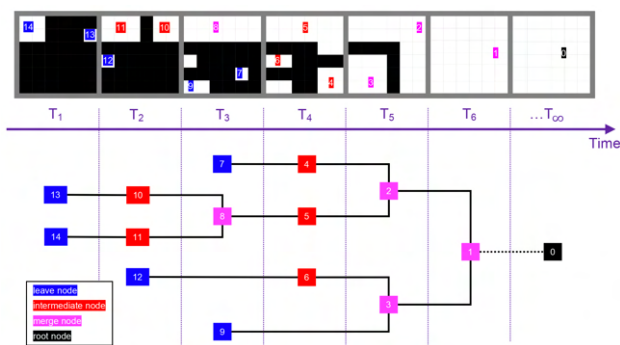 14 13 11 10 8 5 2
12 7 6 1 0
9 4 3
T1 T2 T3 T4 T5 T6 ...T∞
Time
7 4
13 10 2
14 11 8 5
1 0
12 6
3
9
leave node
intermediate node
merge node
root node